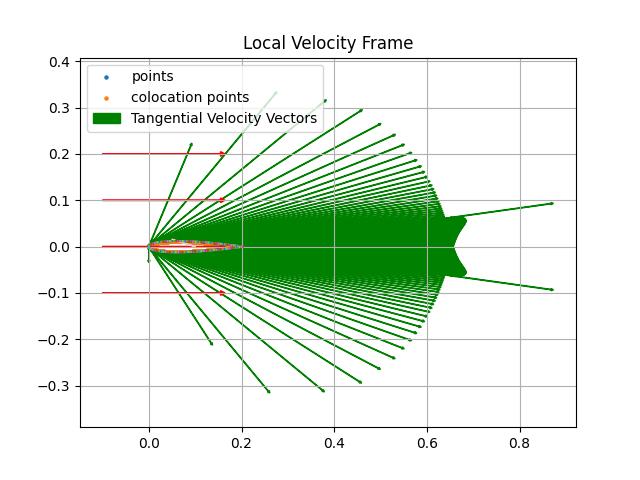 Local Velocity Frame
points
colocation points
Tangential Velocity Vectors
0.4
0.3
0.2
0.1
0.0
−0.1
−0.2
−0.3
0.0 0.2 0.4 0.6 0.8